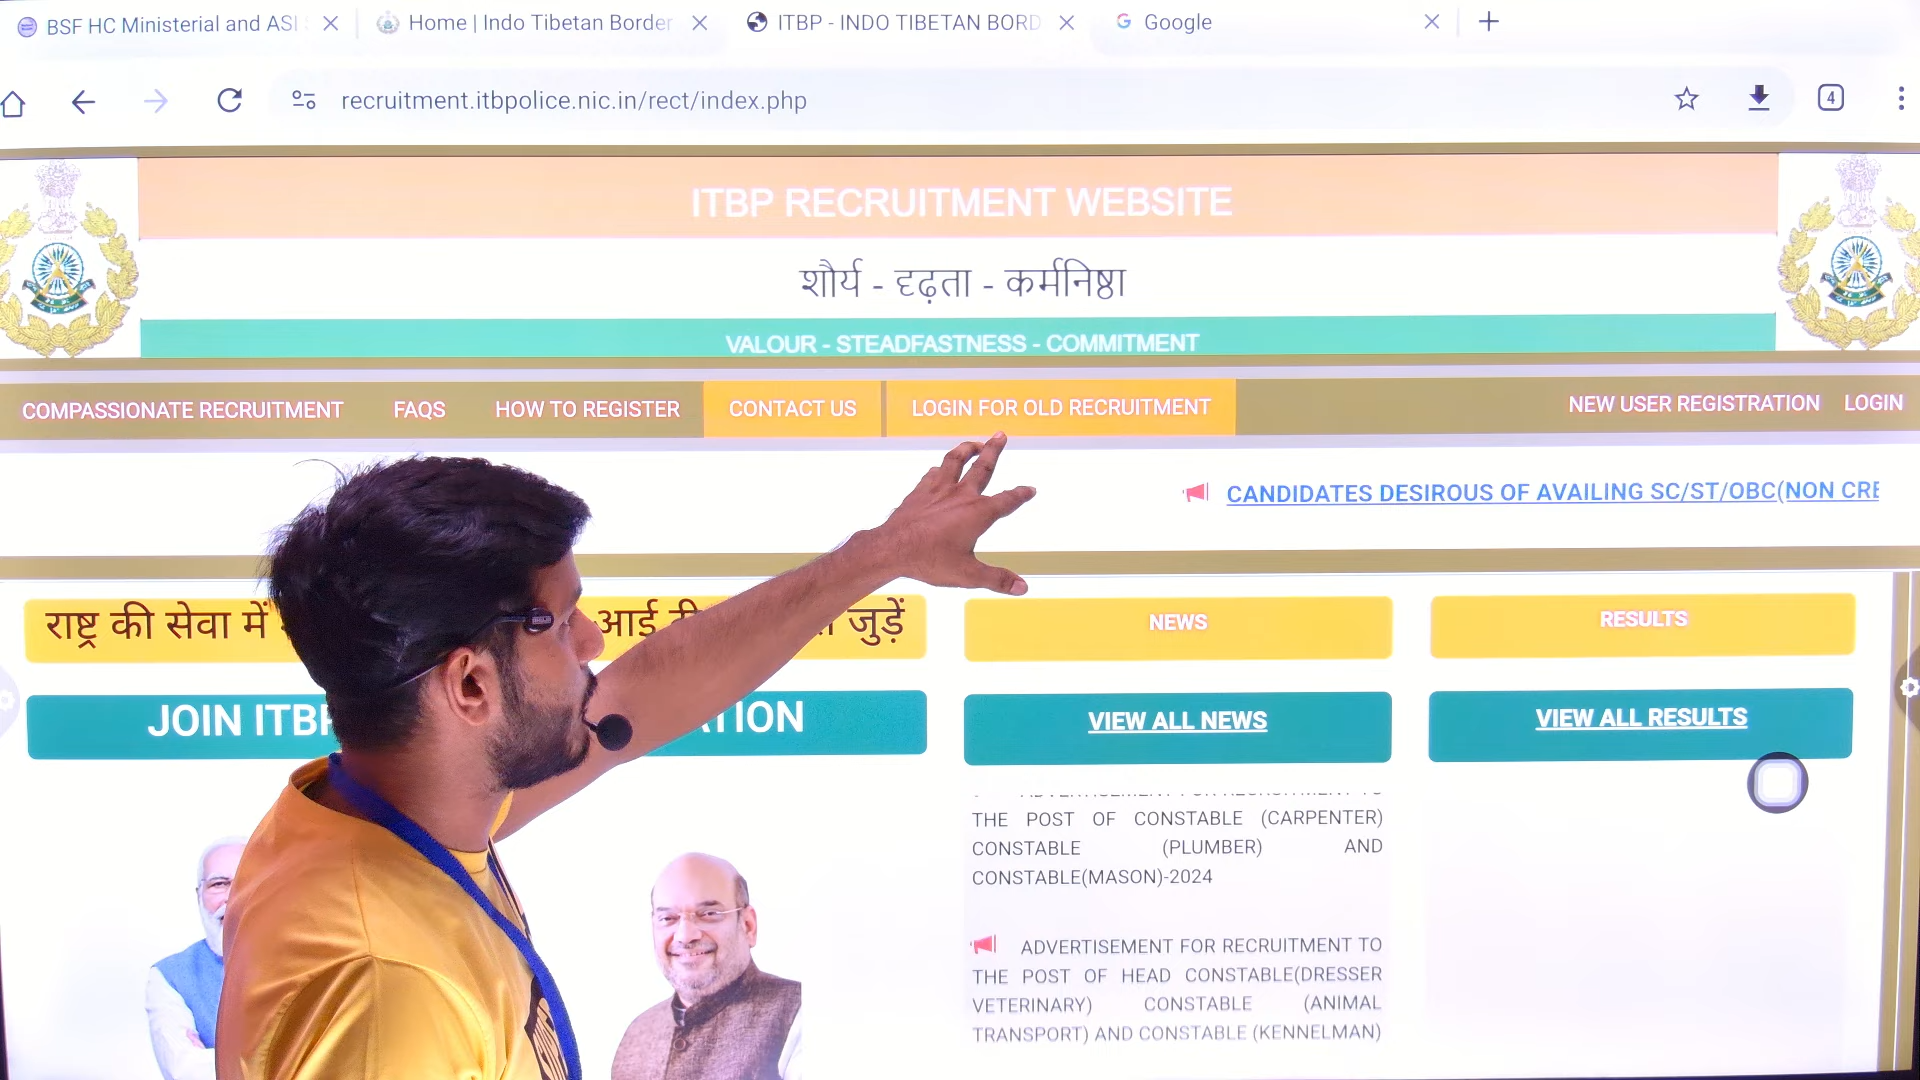 BSF HC Ministerial and ASI
Home | Indo Tibetan Border
ITBP - INDO TIBETAN BORD
Google
recruitment.itbpolice.nic.in/rect/index.php
4
ITBP RECRUITMENT WEBSITE
शौर्य - दृढ़ता - कर्मनिष्ठा
VALOUR - STEADFASTNESS - COMMITMENT
COMPASSIONATE RECRUITMENT
FAQS
HOW TO REGISTER
CONTACT US
LOGIN FOR OLD RECRUITMENT
NEW USER REGISTRATION
LOGIN
CANDIDATES DESIROUS OF AVAILING SC/ST/OBC(NON CRE
राष्ट्र की सेवा में आई जुड़ें
JOIN ITBP
NEWS
VIEW ALL NEWS
THE POST OF CONSTABLE (CARPENTER)
CONSTABLE (PLUMBER) AND
CONSTABLE(MASON)-2024
ADVERTISEMENT FOR RECRUITMENT TO
THE POST OF HEAD CONSTABLE(DRESSER
VETERINARY) CONSTABLE (ANIMAL
TRANSPORT) AND CONSTABLE (KENNELMAN)
RESULTS
VIEW ALL RESULTS